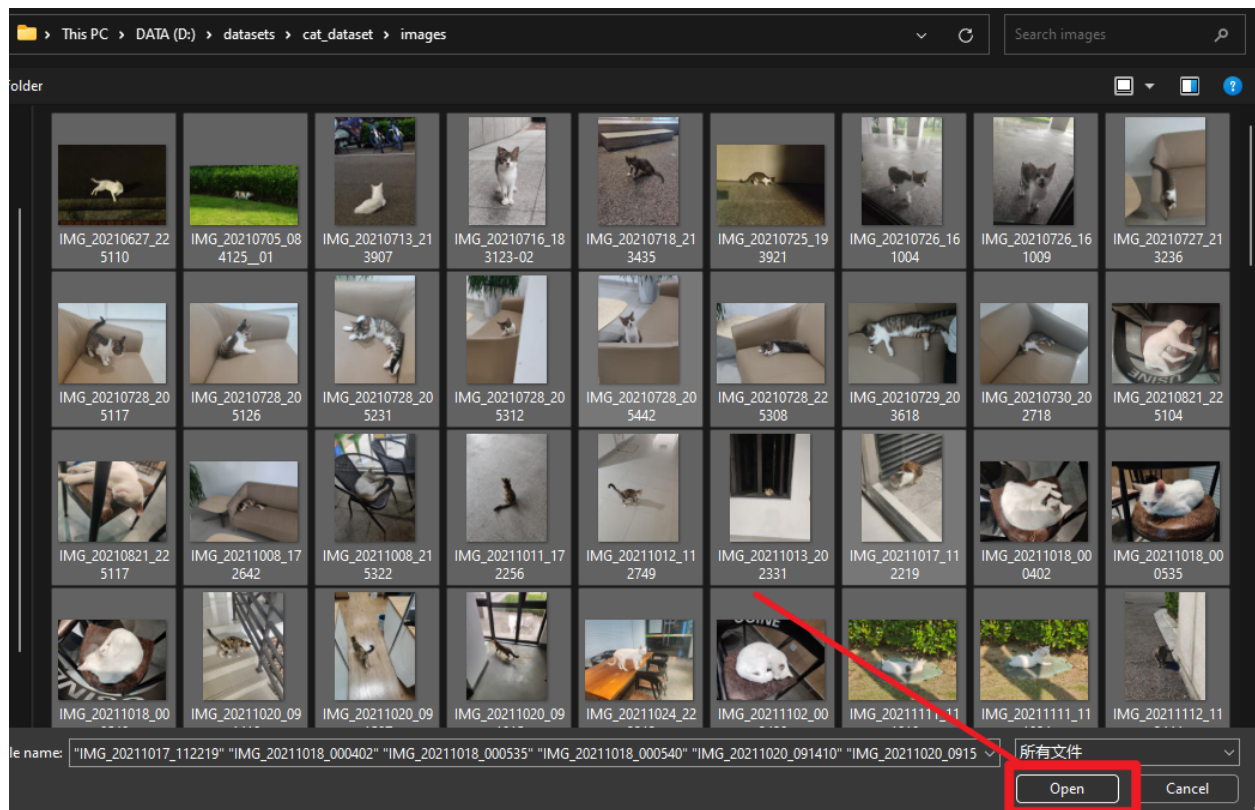 This PC > DATA (D:) > datasets > cat_dataset > images
Search images
older
IMG_20210627_22
5110
IMG_20210705_08
4125__01
IMG_20210713_21
3907
IMG_20210716_18
3123-02
IMG_20210718_21
3435
IMG_20210725_19
3921
IMG_20210726_16
1004
IMG_20210726_16
1009
IMG_20210727_21
3236
IMG_20210728_20
5117
IMG_20210728_20
5126
IMG_20210728_20
5231
IMG_20210728_20
5312
IMG_20210728_20
5442
IMG_20210728_22
5308
IMG_20210729_20
3618
IMG_20210730_20
2718
IMG_20210821_22
5104
IMG_20210821_22
5117
IMG_20211008_17
2642
IMG_20211008_21
5322
IMG_20211011_17
2256
IMG_20211012_11
2749
IMG_20211013_20
2331
IMG_20211017_11
2219
IMG_20211018_00
0402
IMG_20211018_00
0535
IMG_20211018_00
IMG_20211020_09
IMG_20211020_09
IMG_20211020_09
IMG_20211024_22
IMG_20211102_00
IMG_20211111_11
IMG_20211111_11
IMG_20211112_11
le name: "IMG_20211017_112219" "IMG_20211018_000402" "IMG_20211018_000535" "IMG_20211018_000540" "IMG_20211020_091410" "IMG_20211020_0915
所有文件
Open
Cancel